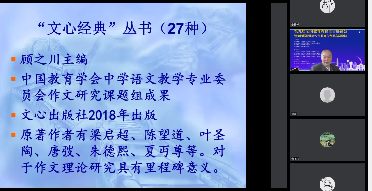 “文心经典”丛书（27种）
顾之川主编
中国教育学会中学语文教学专业委
员会作文研究课题组成果
文心出版社2018年出版
原著作者有梁启超、陈望道、叶圣
陶、唐弢、朱德熙、夏丏尊等。对
于作文理论研究具有里程碑意义。